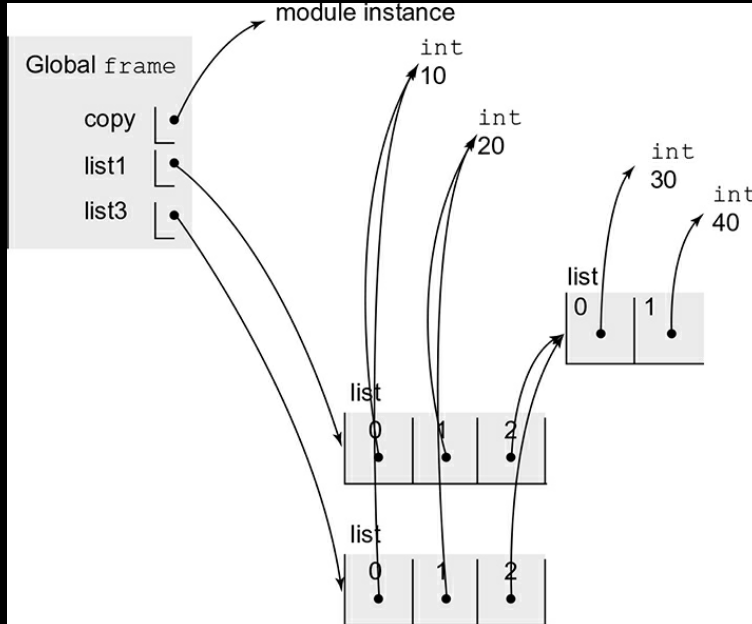 module instance
Global frame
copy
list1
list3
int
10
int
20
int
30
int
40
list
0 1
list
0 1 2
list
0 1 2